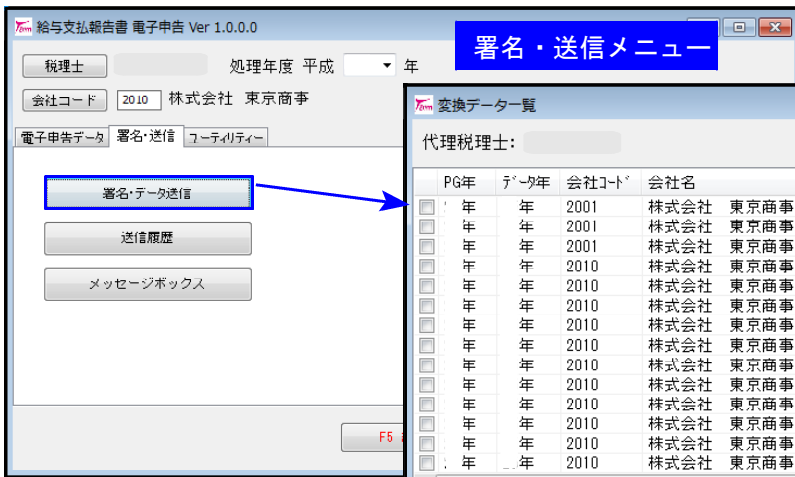 Tam 給与支払報告書 電子申告 Ver 1.0.0.0
署名・送信メニュー
税理士 処理年度 平成 年
会社コード 2010 株式会社 東京商事
電子申告データ 署名・送信 ユーティリティー
署名・データ送信
送信履歴
メッセージボックス
F5
変換データ一覧
代理税理士:
PG年 データ年 会社コード 会社名
年 年 2001 株式会社 東京商事
年 年 2001 株式会社 東京商事
年 年 2001 株式会社 東京商事
年 年 2010 株式会社 東京商事
年 年 2010 株式会社 東京商事
年 年 2010 株式会社 東京商事
年 年 2010 株式会社 東京商事
年 年 2010 株式会社 東京商事
年 年 2010 株式会社 東京商事
年 年 2010 株式会社 東京商事
年 年 2010 株式会社 東京商事
年 年 2010 株式会社 東京商事
年 年 2010 株式会社 東京商事
年 年 2010 株式会社 東京商事